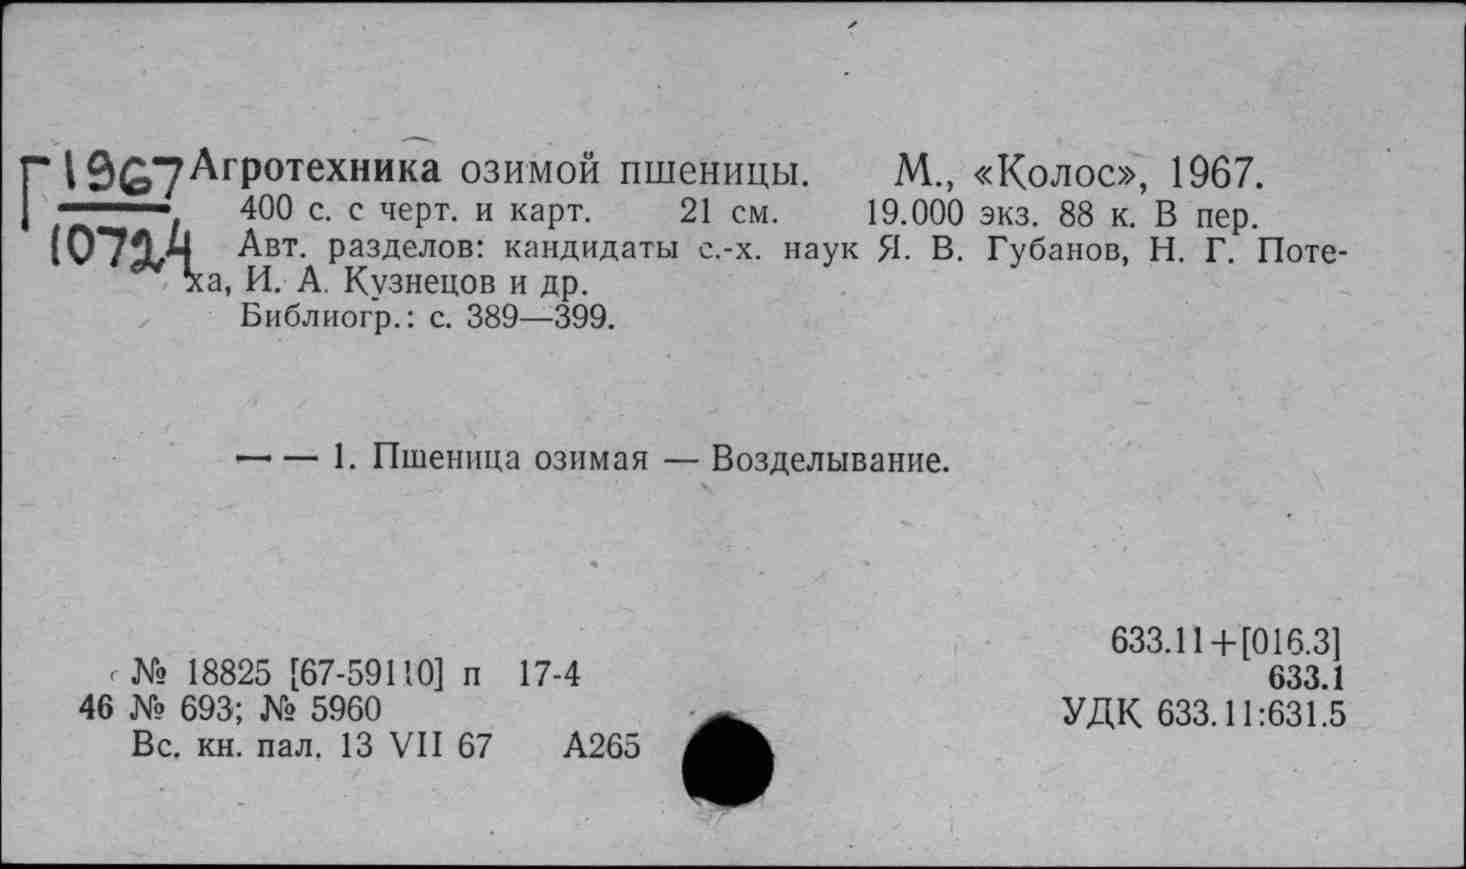 Г 1967 Агротехника озимой пшеницы. М., «Колос», 1967.
400 с. с черт. и карт. 21 см. 19.000 экз. 88 к. В пер.
Авт. разделов: кандидаты с.-х. наук Я. В. Губанов, Н. Г. Поте-
ха, И. А. Кузнецов и др.
Библиогр.: с. 389—399.
— — 1. Пшеница озимая — Возделывание.
633.11+[016.3]
№ 18825 [67-59110] п 17-4 633.1
46 № 693; № 5960 УДК 633.11:631.5
Вс. кн. пал. 13 VII 67 А265